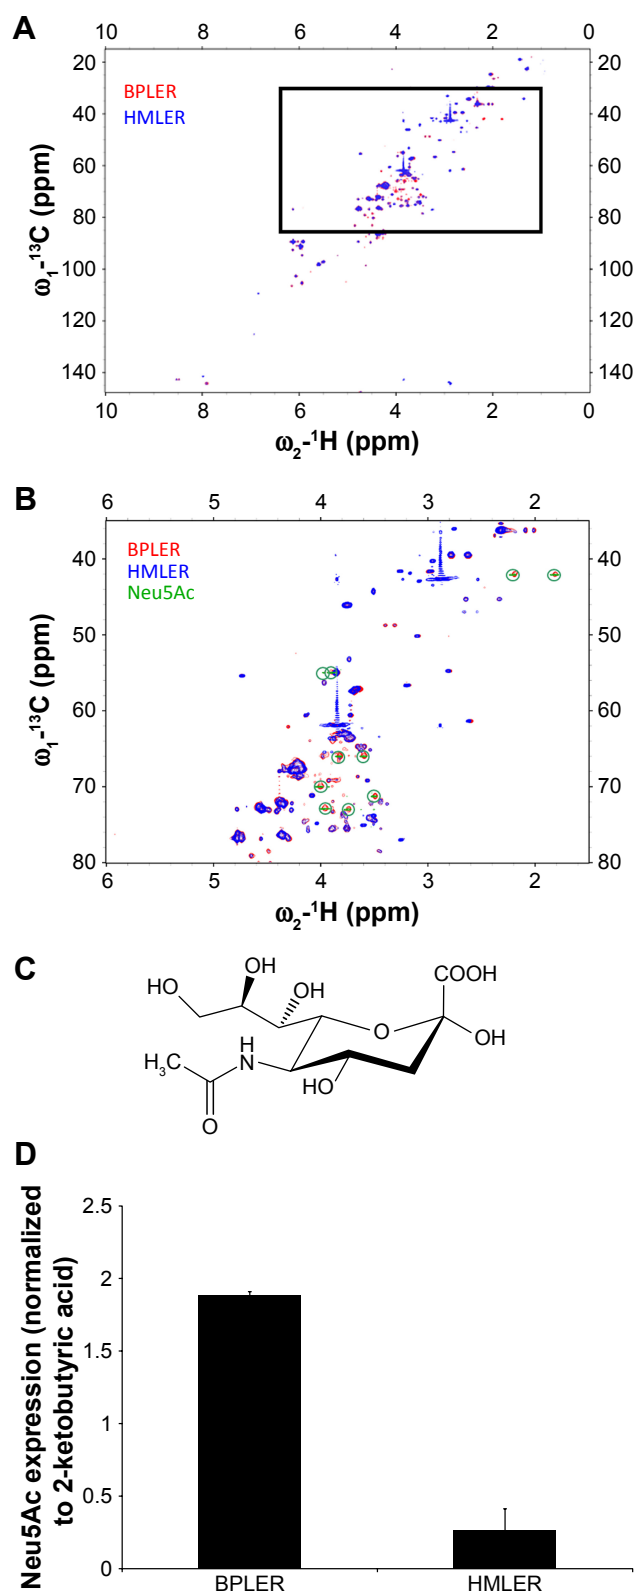 A
10 8 6 4 2 0
BPLER
HMLER
20 20
40 40
60 60
80 80
100 100
120 120
140 140
ω1-13C (ppm)
10 8 6 4 2 0
ω2-1H (ppm)
B
6 5 4 3 2
BPLER
HMLER
Neu5Ac
40 40
50 50
60 60
70 70
80 80
ω1-13C (ppm)
6 5 4 3 2
ω2-1H (ppm)
C
OH
HO
OH
COOH
O
OH
H
N
H3C
HO
O
D
Neu5Ac expression (normalized
to 2-ketobutyric acid)
2.5
2
1.5
1
0.5
0
BPLER HMLER